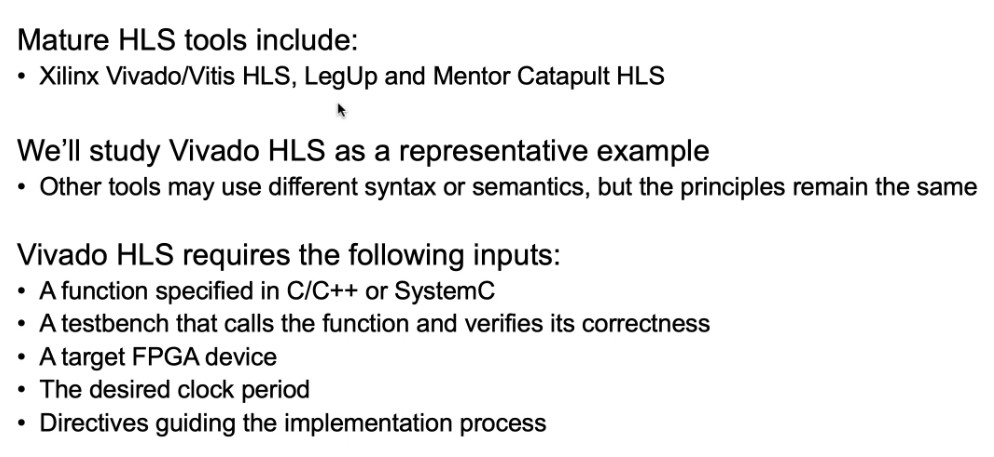 Mature HLS tools include:
• Xilinx Vivado/Vitis HLS, LegUp and Mentor Catapult HLS
We'll study Vivado HLS as a representative example
• Other tools may use different syntax or semantics, but the principles remain the same
Vivado HLS requires the following inputs:
• A function specified in C/C++ or SystemC
• A testbench that calls the function and verifies its correctness
• A target FPGA device
• The desired clock period
• Directives guiding the implementation process